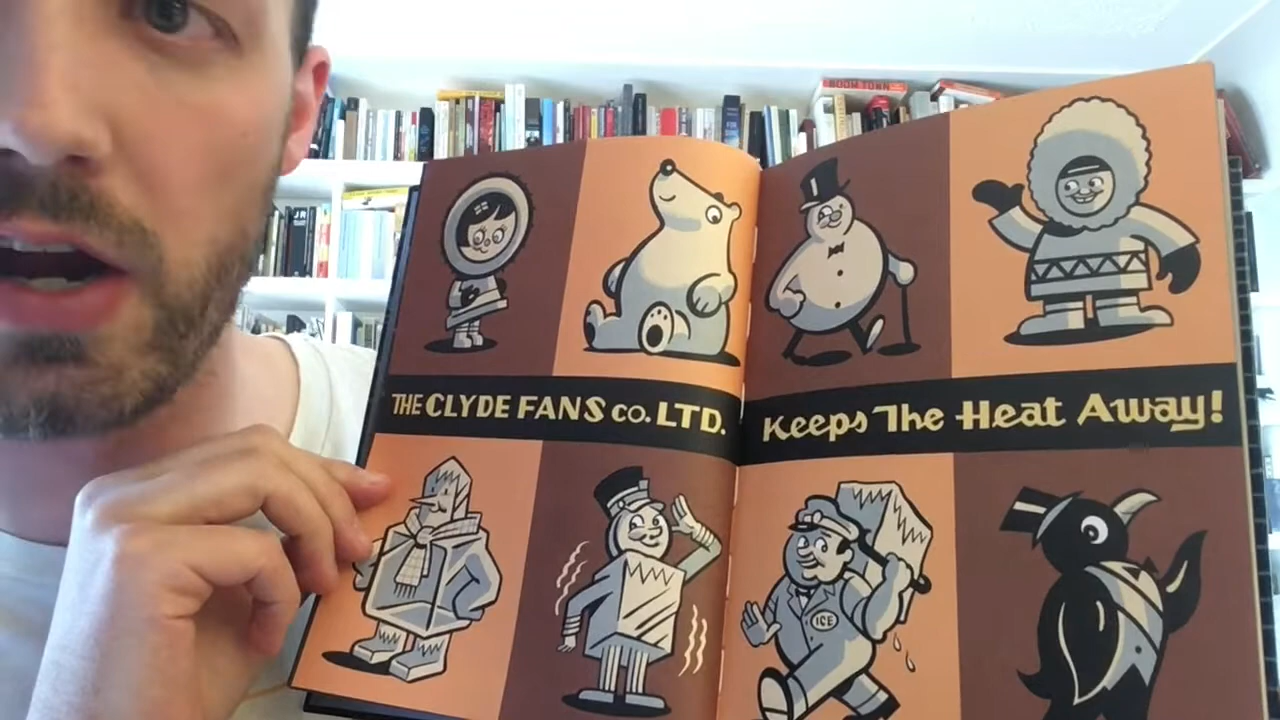 BOOM TOWN
THE CLYDE FANS CO. LTD.
Keeps The Heat Away!
ICE